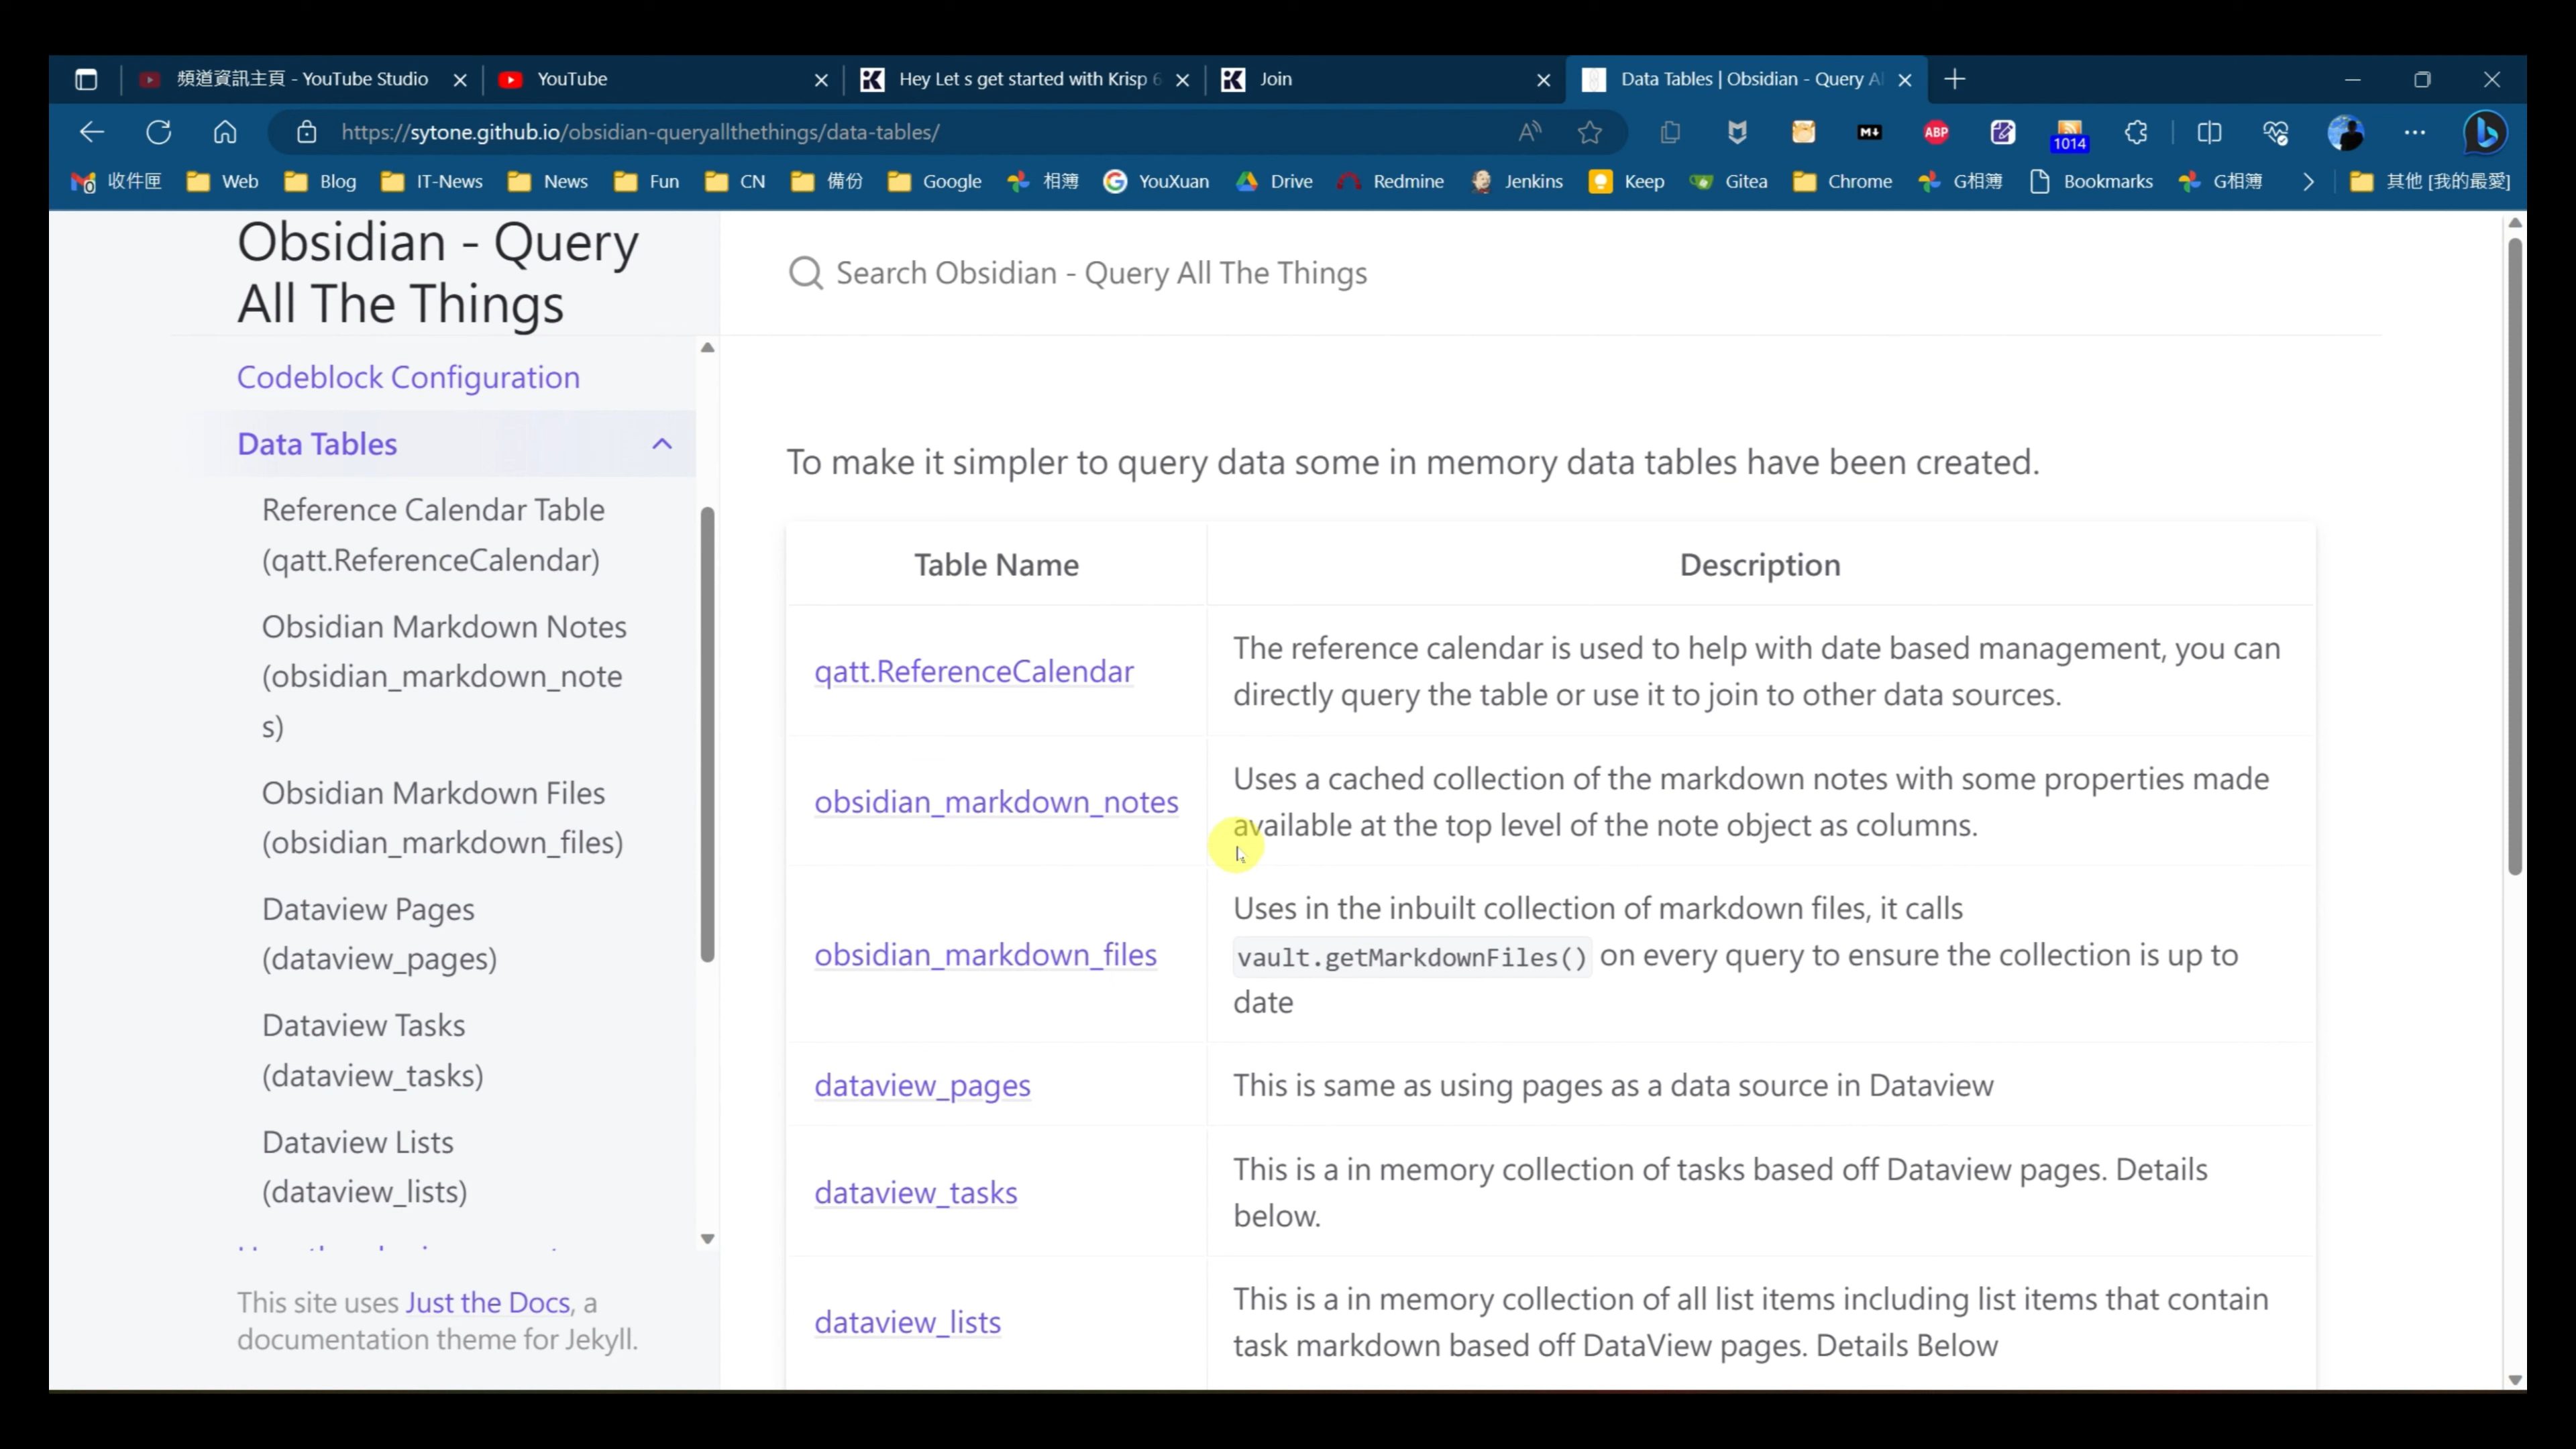 頻道資訊主頁 - YouTube Studio
YouTube
Hey Let s get started with Krisp 6
Join
Data Tables | Obsidian - Query Al
https://sytone.github.io/obsidian-queryallthethings/data-tables/
M↓
ABP
1014
收件匣
Web
Blog
IT-News
News
Fun
CN
備份
Google
相簿
YouXuan
Drive
Redmine
Jenkins
Keep
Gitea
Chrome
G相簿
Bookmarks
G相簿
其他 [我的最愛]
Obsidian - Query
All The Things
Codeblock Configuration
Data Tables
Reference Calendar Table
(qatt.ReferenceCalendar)
Obsidian Markdown Notes
(obsidian_markdown_note
s)
Obsidian Markdown Files
(obsidian_markdown_files)
Dataview Pages
(dataview_pages)
Dataview Tasks
(dataview_tasks)
Dataview Lists
(dataview_lists)
This site uses Just the Docs, a
documentation theme for Jekyll.
Search Obsidian - Query All The Things
To make it simpler to query data some in memory data tables have been created.
Table Name
Description
qatt.ReferenceCalendar
The reference calendar is used to help with date based management, you can
directly query the table or use it to join to other data sources.
obsidian_markdown_notes
Uses a cached collection of the markdown notes with some properties made
available at the top level of the note object as columns.
obsidian_markdown_files
Uses in the inbuilt collection of markdown files, it calls
vault.getMarkdownFiles() on every query to ensure the collection is up to
date
dataview_pages
This is same as using pages as a data source in Dataview
dataview_tasks
This is a in memory collection of tasks based off Dataview pages. Details
below.
dataview_lists
This is a in memory collection of all list items including list items that contain
task markdown based off DataView pages. Details Below